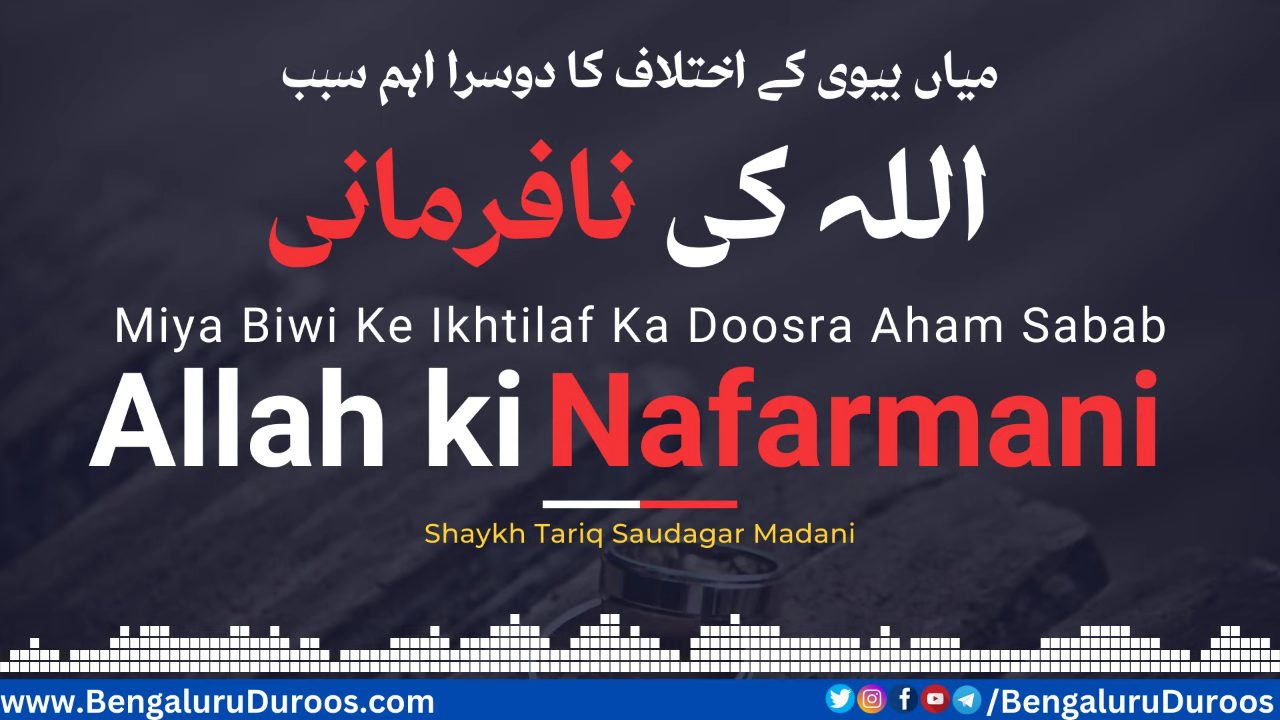 میاں بیوی کے اختلاف کا دوسرا اہم سبب
اللہ کی نافرمانی
Miya Biwi Ke Ikhtilaf Ka Doosra Aham Sabab
Allah ki Nafarmani
Shaykh Tariq Saudagar Madani
www.BengaluruDuroos.com
/BengaluruDuroos